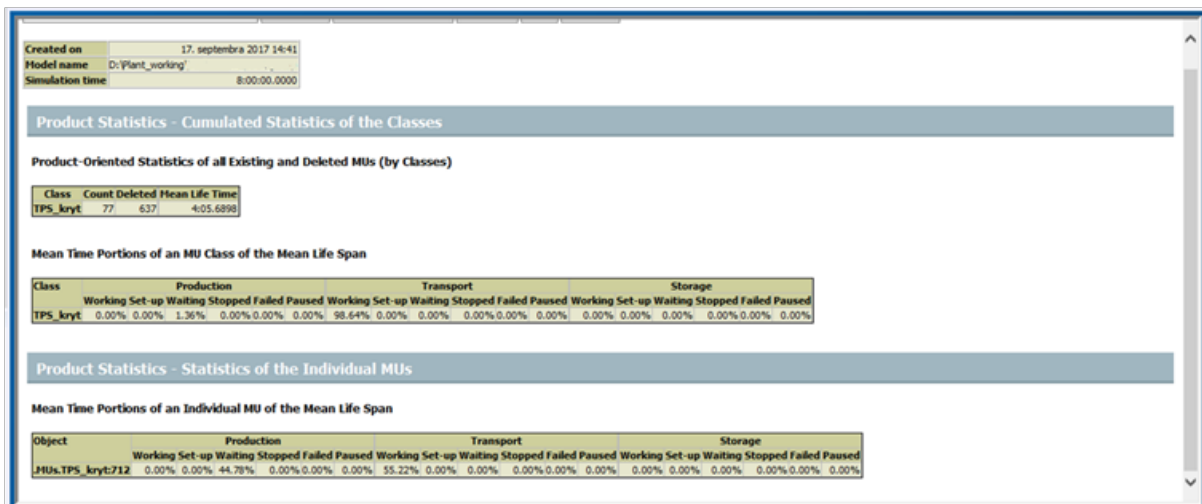 Created on 17. septembra 2017 14:41
Model name D:\Plant_working'
Simulation time 8:00:00.0000
Product Statistics - Cumulated Statistics of the Classes
Product-Oriented Statistics of all Existing and Deleted MUs (by Classes)
Class Count Deleted Mean Life Time
TPS_kryt 77 637 4:05.6898
Mean Time Portions of an MU Class of the Mean Life Span
Class Production Transport Storage
Working Set-up Waiting Stopped Failed Paused Working Set-up Waiting Stopped Failed Paused Working Set-up Waiting Stopped Failed Paused
TPS_kryt 0.00% 0.00% 1.36% 0.00% 0.00% 0.00% 98.64% 0.00% 0.00% 0.00% 0.00% 0.00% 0.00% 0.00% 0.00% 0.00% 0.00% 0.00%
Product Statistics - Statistics of the Individual MUs
Mean Time Portions of an Individual MU of the Mean Life Span
Object Production Transport Storage
Working Set-up Waiting Stopped Failed Paused Working Set-up Waiting Stopped Failed Paused Working Set-up Waiting Stopped Failed Paused
.MUs.TPS_kryt:712 0.00% 0.00% 44.78% 0.00% 0.00% 0.00% 55.22% 0.00% 0.00% 0.00% 0.00% 0.00% 0.00% 0.00% 0.00% 0.00% 0.00% 0.00%